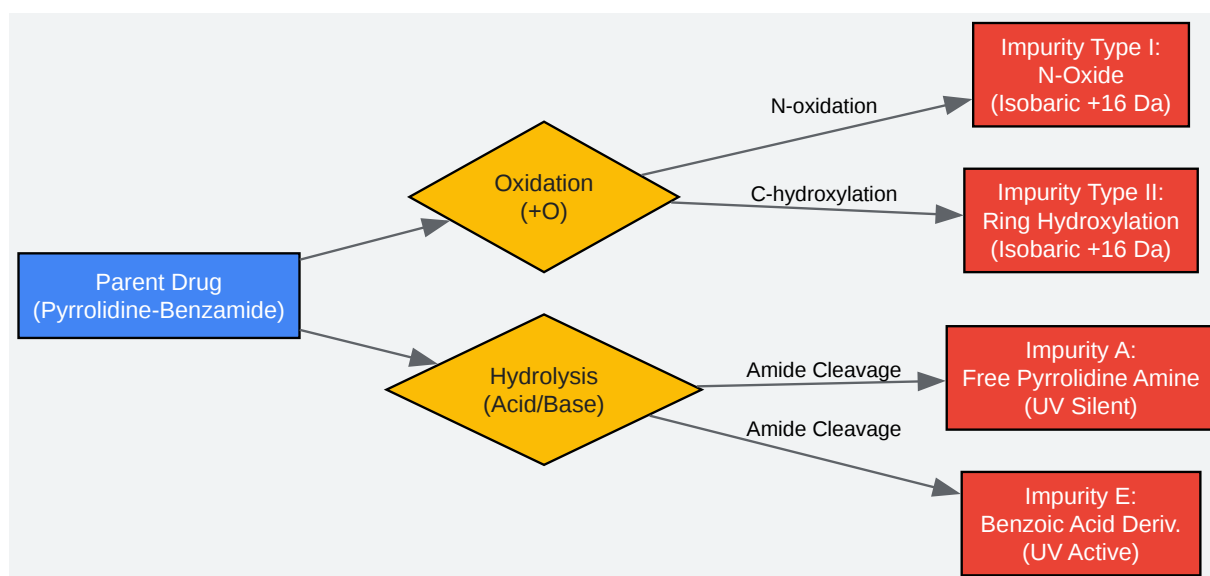 Parent Drug
(Pyrrolidine-Benzamide)
Oxidation
(+O)
N-oxidation
Impurity Type I:
N-Oxide
(Isobaric +16 Da)
C-hydroxylation
Impurity Type II:
Ring Hydroxylation
(Isobaric +16 Da)
Hydrolysis
(Acid/Base)
Amide Cleavage
Impurity A:
Free Pyrrolidine Amine
(UV Silent)
Amide Cleavage
Impurity E:
Benzoic Acid Deriv.
(UV Active)